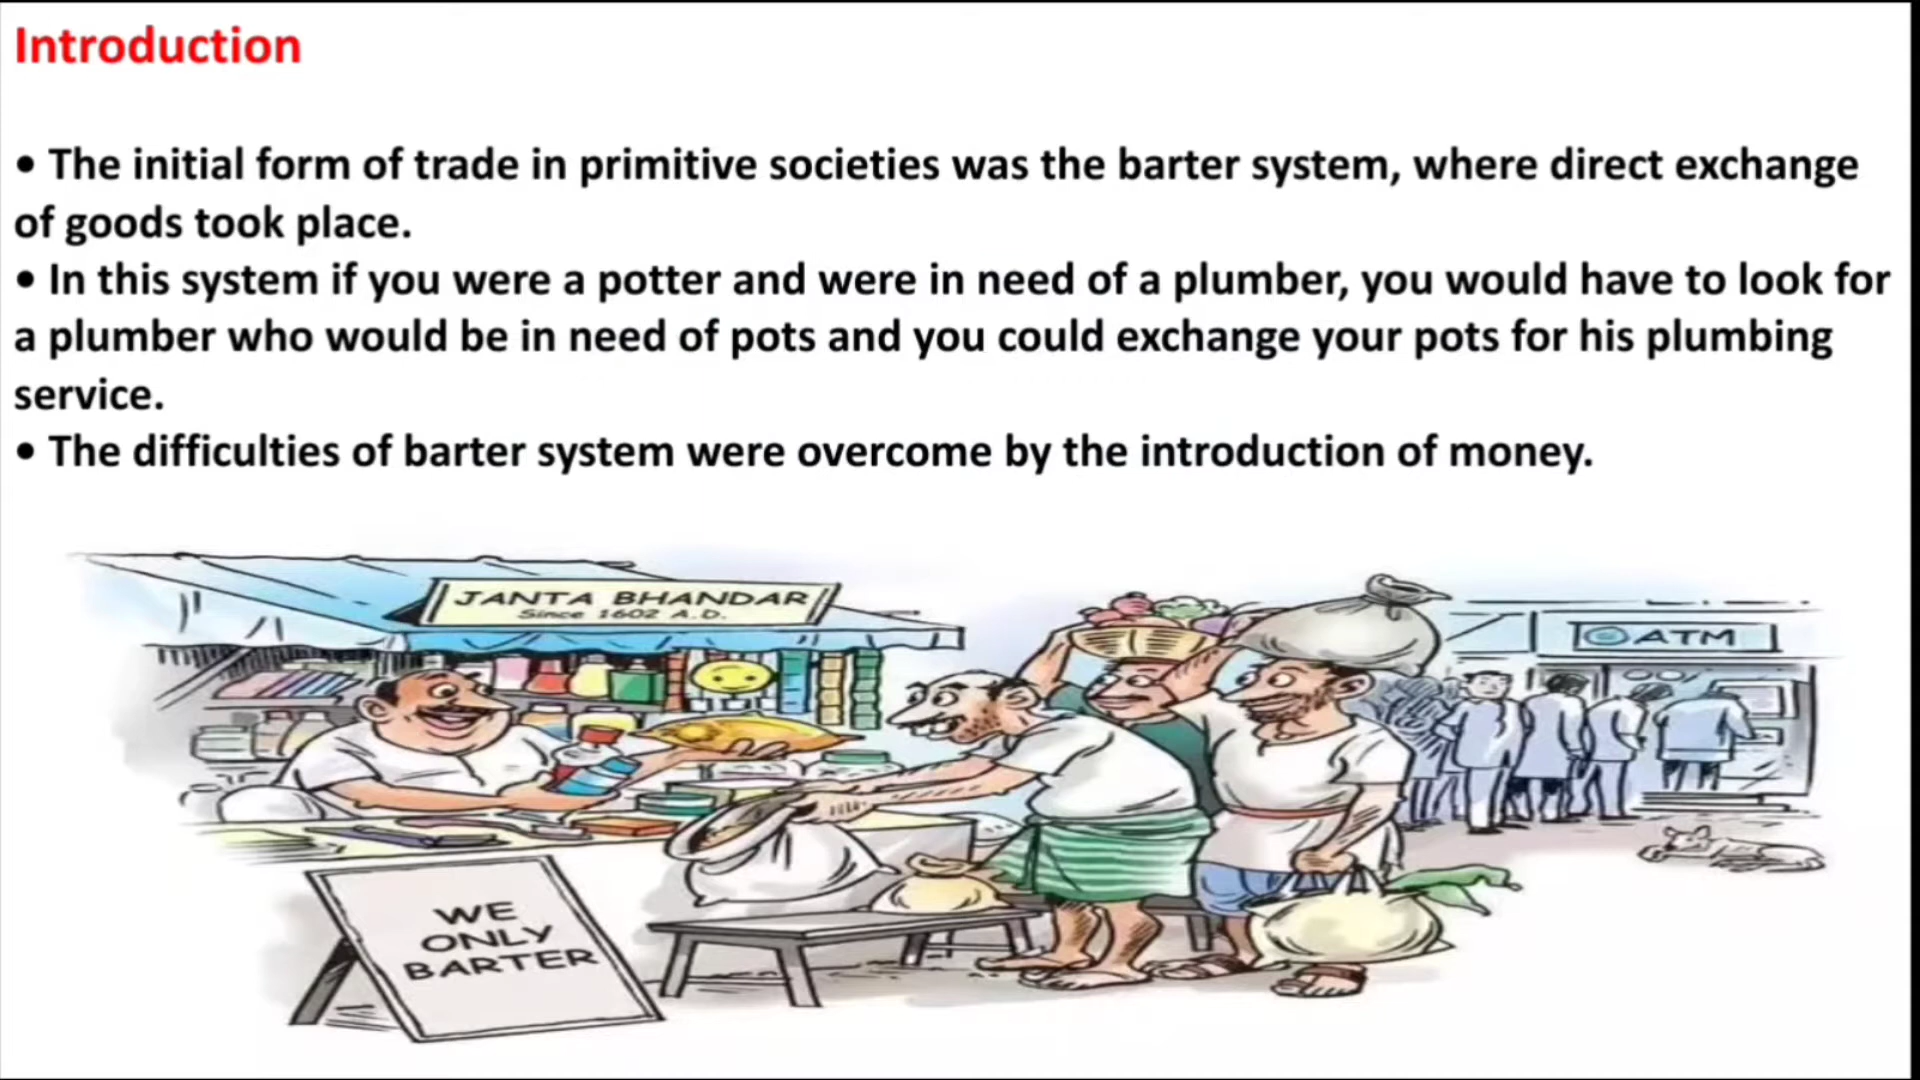 Introduction
• The initial form of trade in primitive societies was the barter system, where direct exchange
of goods took place.
• In this system if you were a potter and were in need of a plumber, you would have to look for
a plumber who would be in need of pots and you could exchange your pots for his plumbing
service.
• The difficulties of barter system were overcome by the introduction of money.
JANTA BHANDAR
Since 1602 A.D.
ATM
WE
ONLY
BARTER